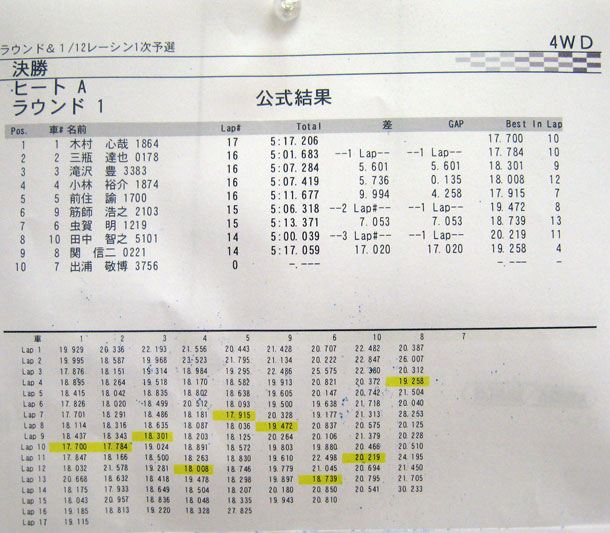 ラウンド& 1/12レーシン1次予選
4WD
決勝
ヒート A
ラウンド 1
公式結果
Pos. 車# 名前 Lap# Total 差 GAP Best In Lap
1 1 木村 心哉 1864 17 5:17.206 17.700 10
2 2 三瓶 達也 0178 16 5:01.683 --1 Lap-- --1 Lap-- 17.784 10
3 3 滝沢 豊 3383 16 5:07.284 5.601 5.601 18.301 9
4 4 小林 裕介 1874 16 5:07.419 5.736 0.135 18.008 12
5 5 前住 諭 1700 16 5:11.677 9.994 4.258 17.915 7
6 9 筋師 浩之 2103 15 5:06.318 --2 Lap#-- --1 Lap-- 19.472 8
7 6 虫賀 明 1219 15 5:13.371 7.053 7.053 18.739 13
8 10 田中 智之 5101 14 5:00.039 --3 Lap#-- --1 Lap-- 20.219 11
9 8 関 信二 0221 14 5:17.059 17.020 17.020 19.258 4
10 7 出浦 敬博 3756 0 -.--- -.---
車 1 2 3 4 5 9 6 10 8 7
Lap 1 19.929 20.336 22.193 21.556 20.443 21.428 20.707 22.482 20.387
Lap 2 19.995 18.587 19.968 23.523 21.795 21.134 20.222 22.847 26.007
Lap 3 17.876 18.151 19.314 18.984 19.295 22.486 25.575 22.380 20.312
Lap 4 18.895 18.264 19.518 18.170 18.582 19.913 20.821 20.372 19.258
Lap 5 18.415 18.042 18.835 18.802 18.638 20.605 20.147 20.742 21.504
Lap 6 17.826 18.020 18.499 20.512 18.093 19.500 19.638 21.718 20.040
Lap 7 17.701 18.291 18.486 18.181 17.915 20.328 19.177 21.313 28.253
Lap 8 18.114 18.316 18.635 18.087 18.036 19.472 20.837 20.575 20.125
Lap 9 18.437 18.343 18.301 18.203 18.125 20.264 20.106 21.379 20.228
Lap 10 17.700 17.784 19.024 18.891 18.572 19.803 19.880 20.466 20.510
Lap 11 17.847 18.166 18.500 18.263 18.830 19.610 22.498 20.219 24.195
Lap 12 18.032 21.578 19.281 18.008 18.746 19.779 21.045 20.694 21.450
Lap 13 20.668 18.632 18.418 19.478 18.298 19.897 18.739 20.795 21.705
Lap 14 18.175 17.933 18.649 18.504 18.207 20.180 20.850 20.541 30.233
Lap 15 18.043 20.957 18.836 18.048 18.335 19.943 20.810
Lap 16 19.185 18.813 19.220 18.328 27.825
Lap 17 19.115